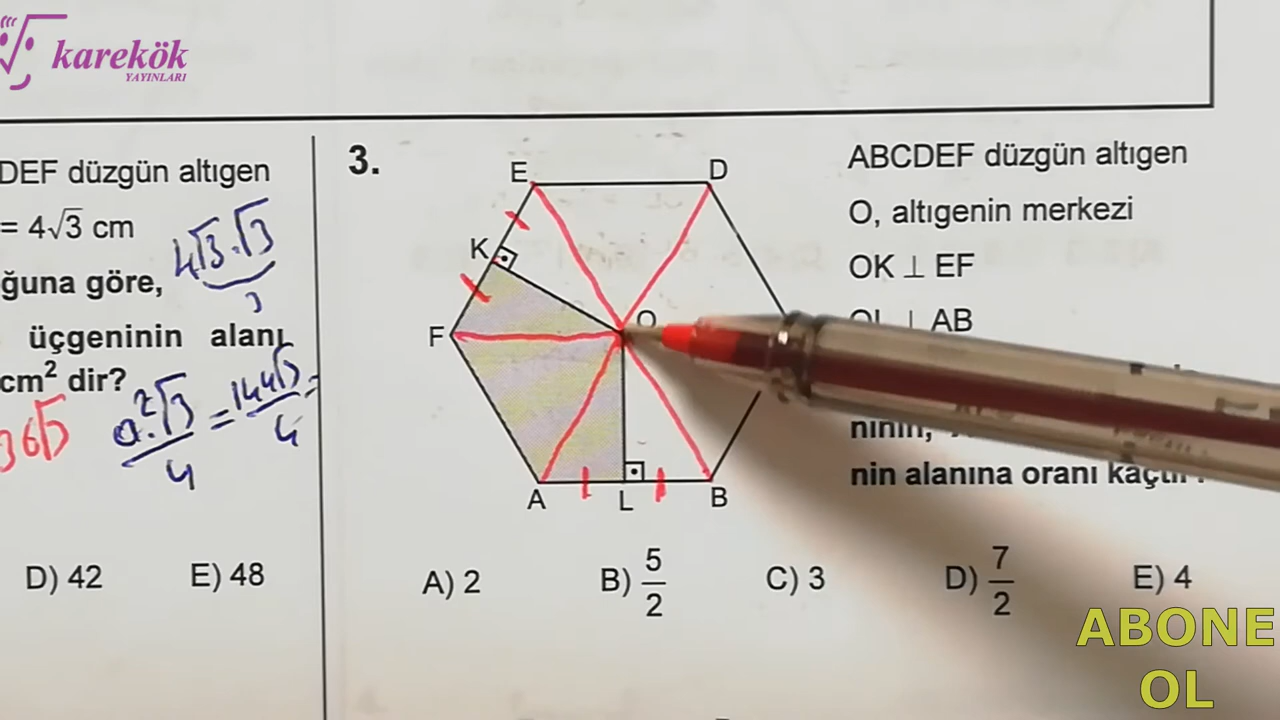 karekök
YAYINLARI
DEF düzgün altıgen
= 4√3 cm
4√3.√3
ğuna göre,
üçgeninin alanı
cm² dir?
36√3
a².√3/4 = 144√3/4 =
D) 42 E) 48
3.
E D
K
F O
A L B
ABCDEF düzgün altıgen
O, altıgenin merkezi
OK ⊥ EF
OL ⊥ AB
nin alanına oranı
A) 2 B) 5/2 C) 3 D) 7/2 E) 4
ABONE
OL